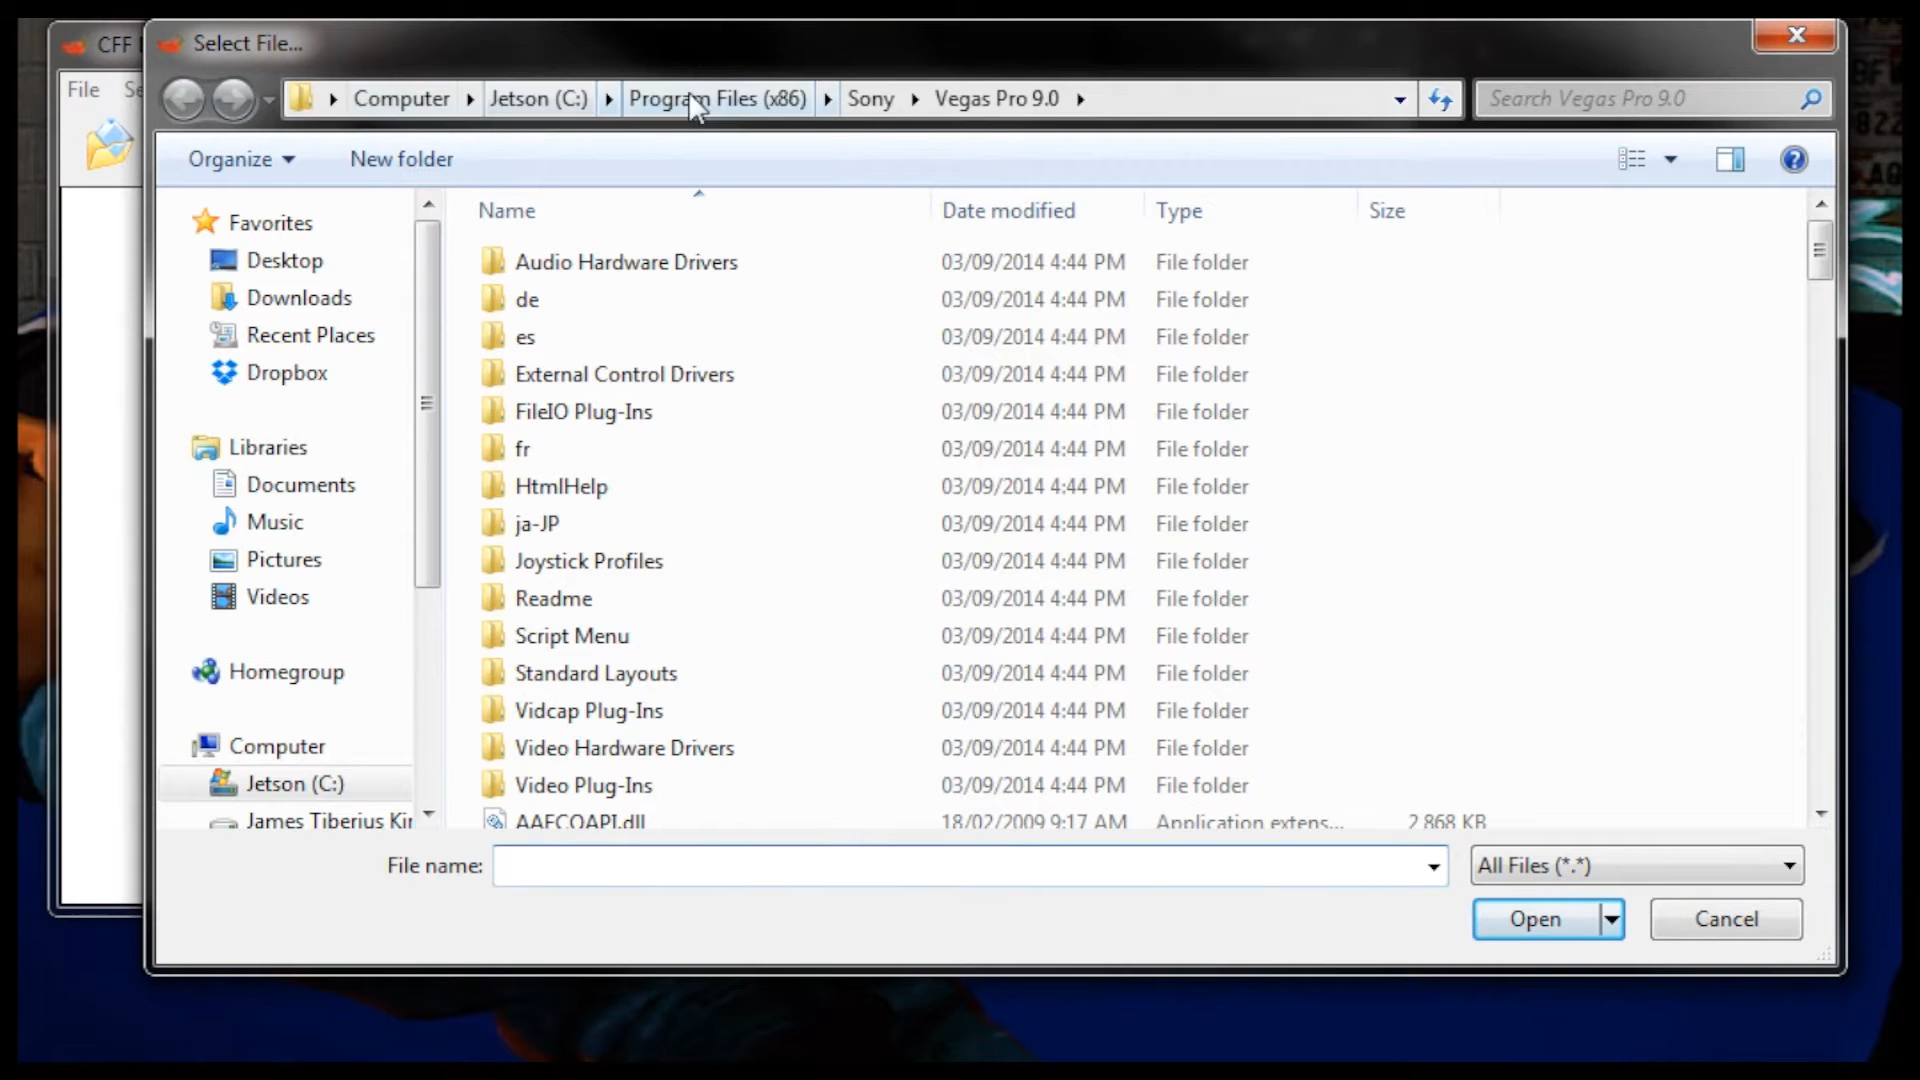 CFF
Select File...
File
Computer
Jetson (C:)
Program Files (x86)
Sony
Vegas Pro 9.0
Search Vegas Pro 9.0
Organize
New folder
Name
Date modified
Type
Size
Favorites
Desktop
Downloads
Recent Places
Dropbox
Libraries
Documents
Music
Pictures
Videos
Homegroup
Computer
Jetson (C:)
James Tiberius Kir
Audio Hardware Drivers 03/09/2014 4:44 PM File folder
de 03/09/2014 4:44 PM File folder
es 03/09/2014 4:44 PM File folder
External Control Drivers 03/09/2014 4:44 PM File folder
FileIO Plug-Ins 03/09/2014 4:44 PM File folder
fr 03/09/2014 4:44 PM File folder
HtmlHelp 03/09/2014 4:44 PM File folder
ja-JP 03/09/2014 4:44 PM File folder
Joystick Profiles 03/09/2014 4:44 PM File folder
Readme 03/09/2014 4:44 PM File folder
Script Menu 03/09/2014 4:44 PM File folder
Standard Layouts 03/09/2014 4:44 PM File folder
Vidcap Plug-Ins 03/09/2014 4:44 PM File folder
Video Hardware Drivers 03/09/2014 4:44 PM File folder
Video Plug-Ins 03/09/2014 4:44 PM File folder
AAFCOAPI.dll 18/02/2009 9:17 AM Application extens... 2 868 KB
File name:
All Files (*.*)
Open
Cancel